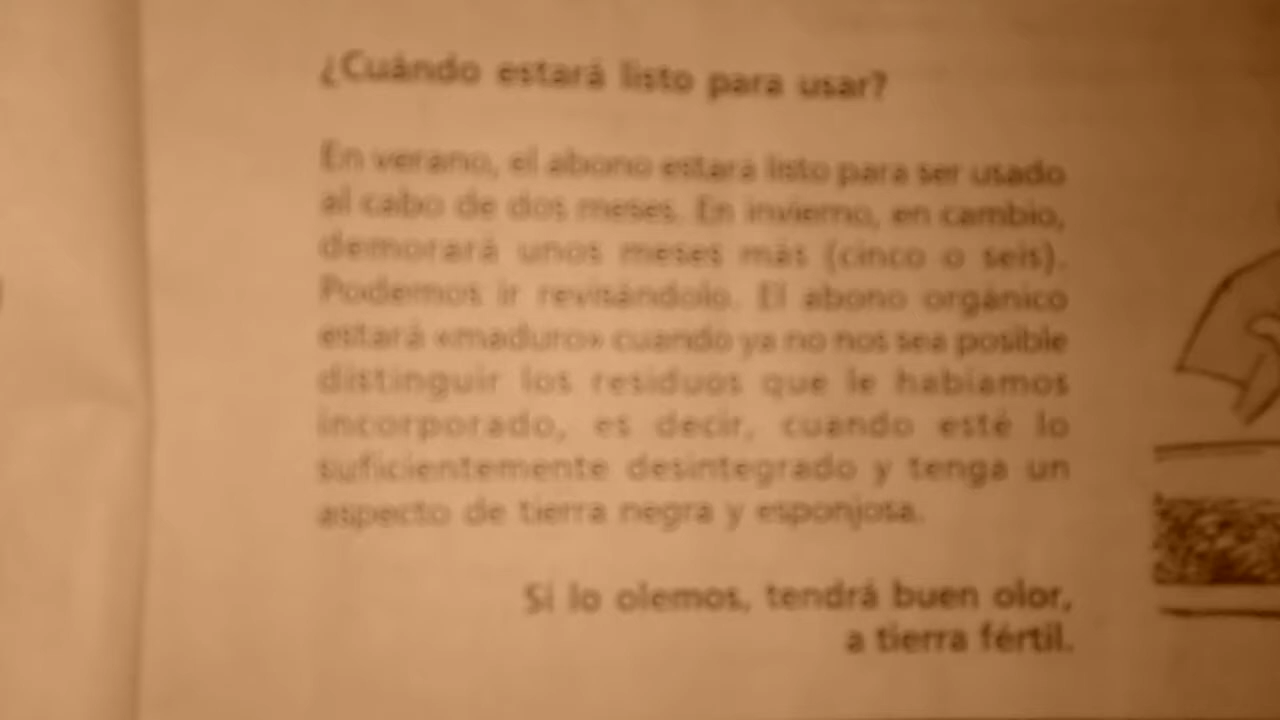 ¿Cuándo estará listo para usar?
En verano, el abono estará listo para ser usado
al cabo de dos meses. En invierno, en cambio,
demorará unos meses más (cinco o seis).
Podemos ir revisándolo. El abono orgánico
estará «maduro» cuando ya no nos sea posible
distinguir los residuos que le habíamos
incorporado, es decir, cuando esté lo
suficientemente desintegrado y tenga un
aspecto de tierra negra y esponjosa.
Si lo olemos, tendrá buen olor,
a tierra fértil.